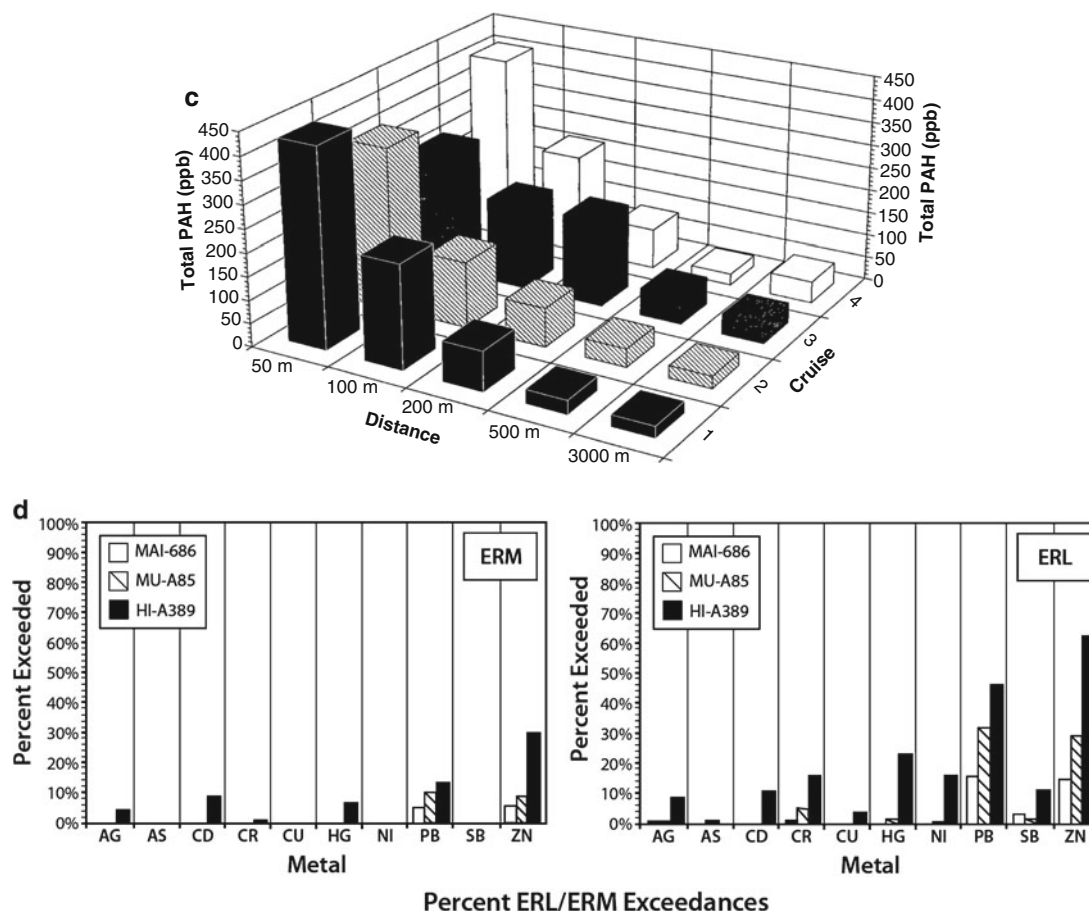 c
Total PAH (ppb)
450
400
350
300
250
200
150
100
50
0
50 m
100 m
200 m
500 m
3000 m
Distance
1
2
3
4
Cruise
450
400
350
300
250
200
150
100
50
0
Total PAH (ppb)
d
100%
90%
80%
70%
60%
50%
40%
30%
20%
10%
0%
Percent Exceeded
MAI-686
MU-A85
HI-A389
ERM
AG AS CD CR CU HG NI PB SB ZN
Metal
100%
90%
80%
70%
60%
50%
40%
30%
20%
10%
0%
Percent Exceeded
MAI-686
MU-A85
HI-A389
ERL
AG AS CD CR CU HG NI PB SB ZN
Metal
Percent ERL/ERM Exceedances